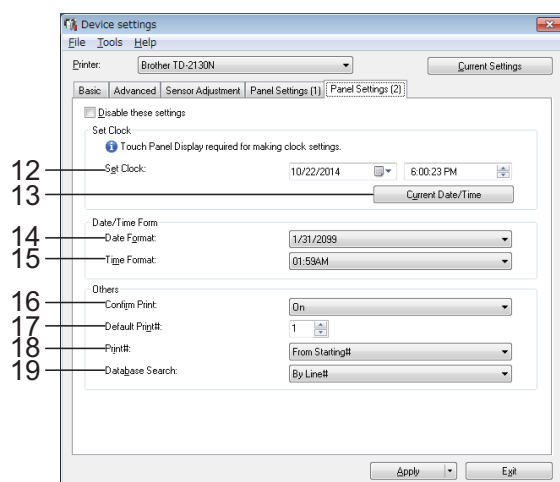 Device settings
File Tools Help
Printer: Brother TD-2130N Current Settings
Basic Advanced Sensor Adjustment Panel Settings (1) Panel Settings (2)
Disable these settings
Set Clock
Touch Panel Display required for making clock settings.
12 Set Clock: 10/22/2014 6:00:23 PM
13 Current Date/Time
Date/Time Form
14 Date Format: 1/31/2099
15 Time Format: 01:59AM
Others
16 Confirm Print: On
17 Default Print#: 1
18 Print#: From Starting#
19 Database Search: By Line#
Apply Exit